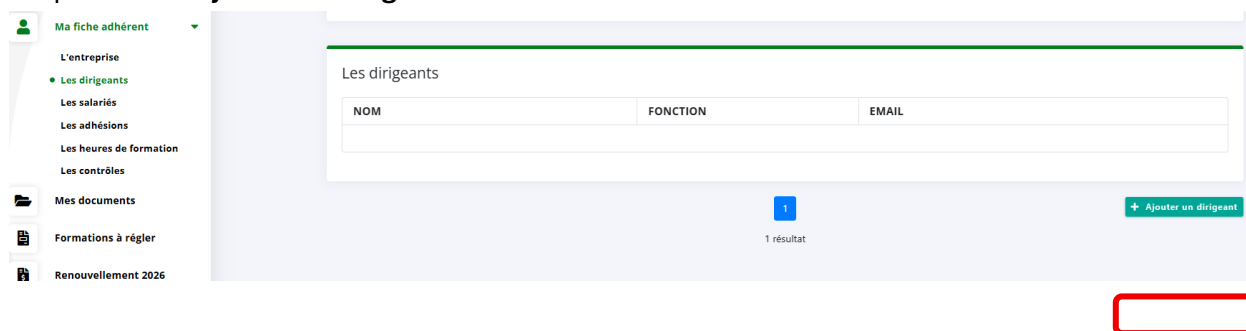 Ma fiche adhérent
L'entreprise
Les dirigeants
Les salariés
Les adhésions
Les heures de formation
Les contrôles
Mes documents
Formations à régler
Renouvellement 2026
Les dirigeants
NOM FONCTION EMAIL
1
1 résultat
+ Ajouter un dirigeant